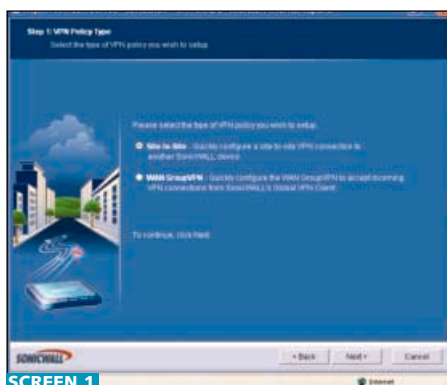 Step 1: VPN Policy Type
Select the type of VPN policy you wish to setup
Please select the type of VPN policy you wish to setup.
Site-to-Site - Quickly configure a site-to-site VPN connection to
another SonicWALL device.
WAN GroupVPN - Quickly configure the WAN GroupVPN to accept incoming
VPN connections from SonicWALL's Global VPN Client.
To continue, click Next.
SONICWALL
< Back
Next >
Cancel
Internet
SCREEN 1